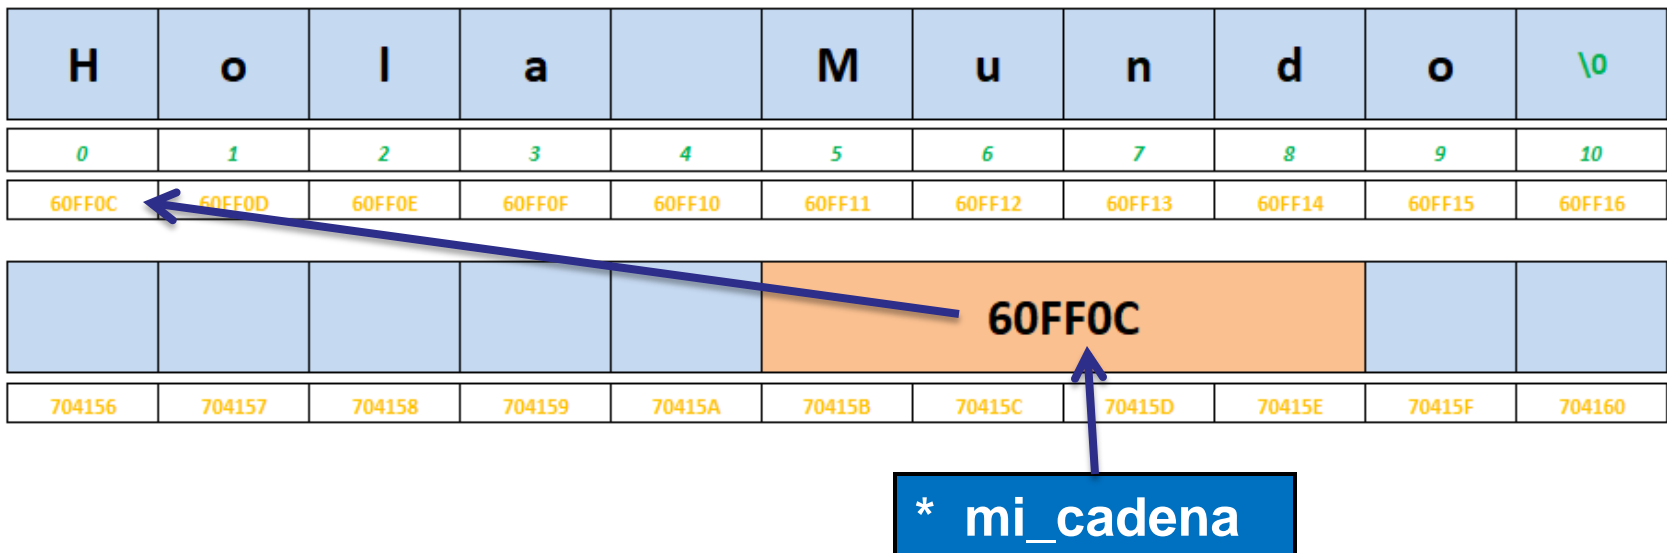 H o l a M u n d o \0
0 1 2 3 4 5 6 7 8 9 10
60FF0C 60FF0D 60FF0E 60FF0F 60FF10 60FF11 60FF12 60FF13 60FF14 60FF15 60FF16
60FF0C
704156 704157 704158 704159 70415A 70415B 70415C 70415D 70415E 70415F 704160
* mi_cadena